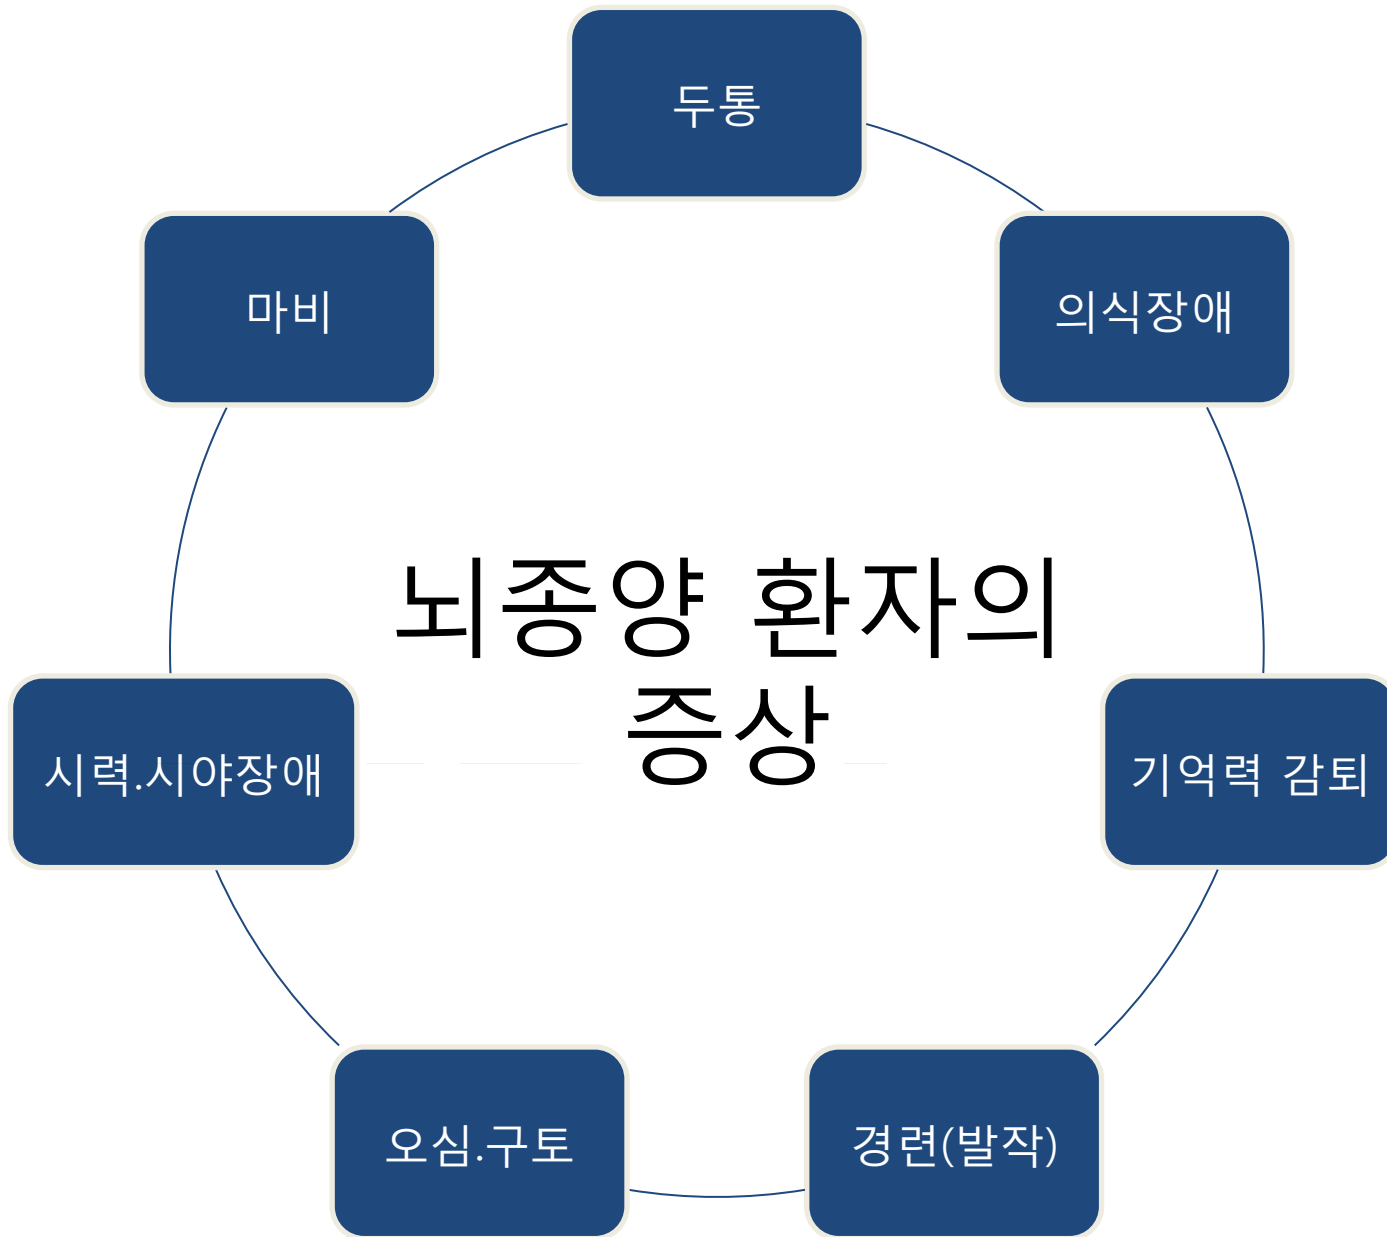 두통
마비
의식장애
뇌종양 환자의
증상
시력.시야장애
기억력 감퇴
오심.구토
경련(발작)